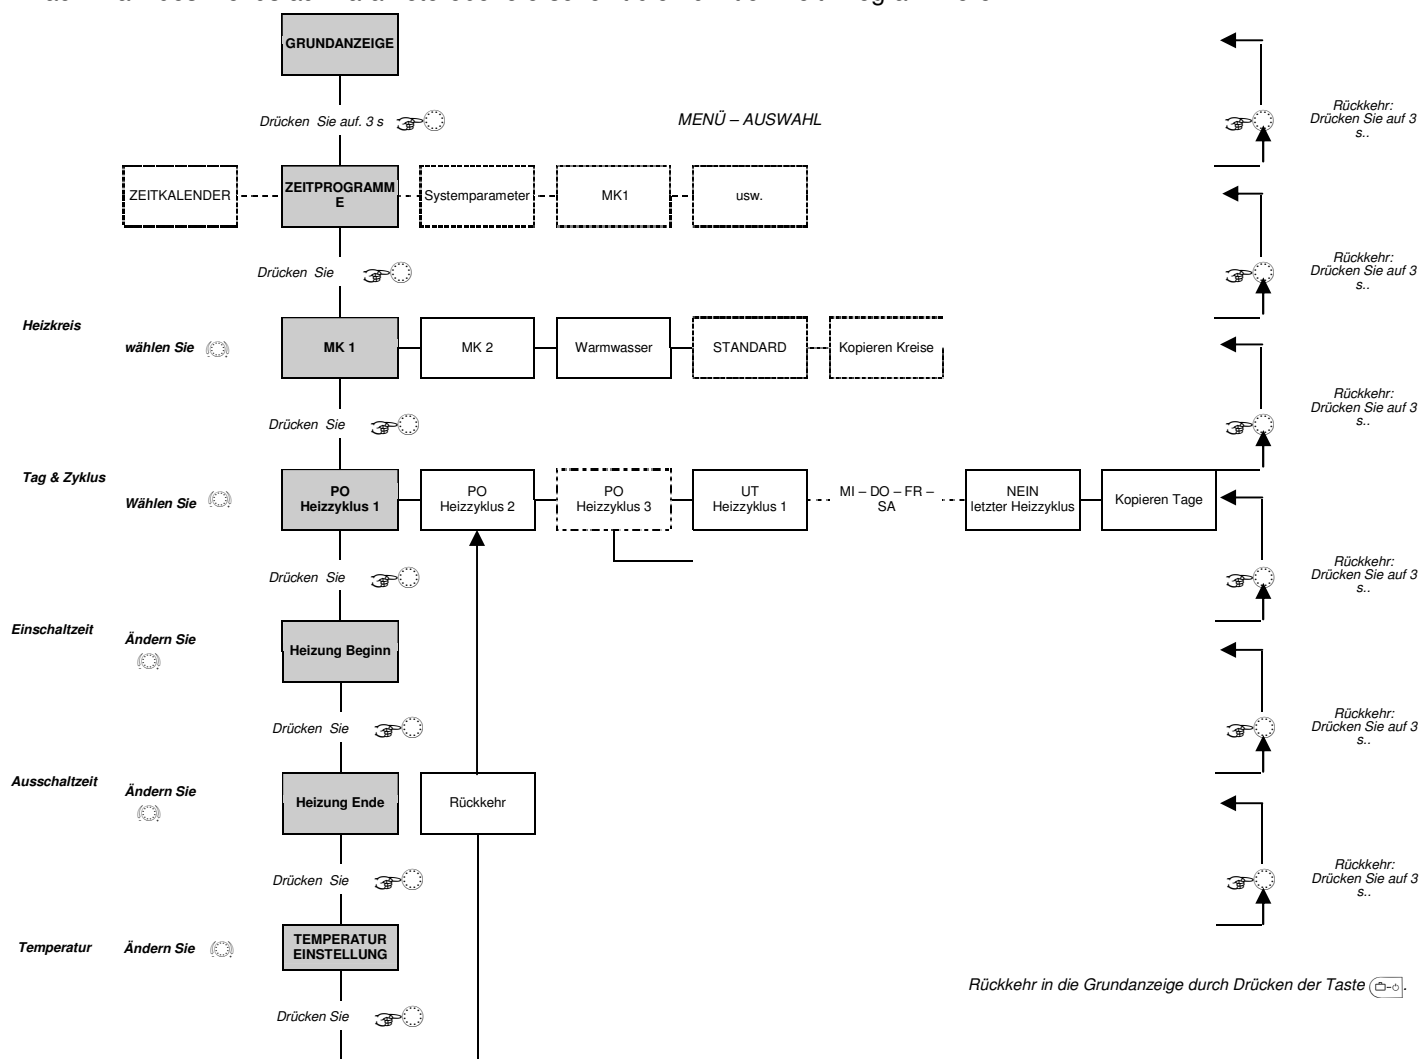 GRUNDANZEIGE
Drücken Sie auf. 3 s
MENÜ – AUSWAHL
Rückkehr:
Drücken Sie auf 3
s..
ZEITKALENDER
ZEITPROGRAMM
E
Systemparameter
MK1
usw.
Drücken Sie
Rückkehr:
Drücken Sie auf 3
s..
Heizkreis
wählen Sie
MK 1
MK 2
Warmwasser
STANDARD
Kopieren Kreise
Drücken Sie
Rückkehr:
Drücken Sie auf 3
s..
Tag & Zyklus
Wählen Sie
PO
Heizzyklus 1
PO
Heizzyklus 2
PO
Heizzyklus 3
UT
Heizzyklus 1
MI – DO – FR –
SA
NEIN
letzter Heizzyklus
Kopieren Tage
Drücken Sie
Rückkehr:
Drücken Sie auf 3
s..
Einschaltzeit
Ändern Sie
Heizung Beginn
Drücken Sie
Rückkehr:
Drücken Sie auf 3
s..
Ausschaltzeit
Ändern Sie
Heizung Ende
Rückkehr
Drücken Sie
Rückkehr:
Drücken Sie auf 3
s..
Temperatur
Ändern Sie
TEMPERATUR
EINSTELLUNG
Rückkehr in die Grundanzeige durch Drücken der Taste .
Drücken Sie